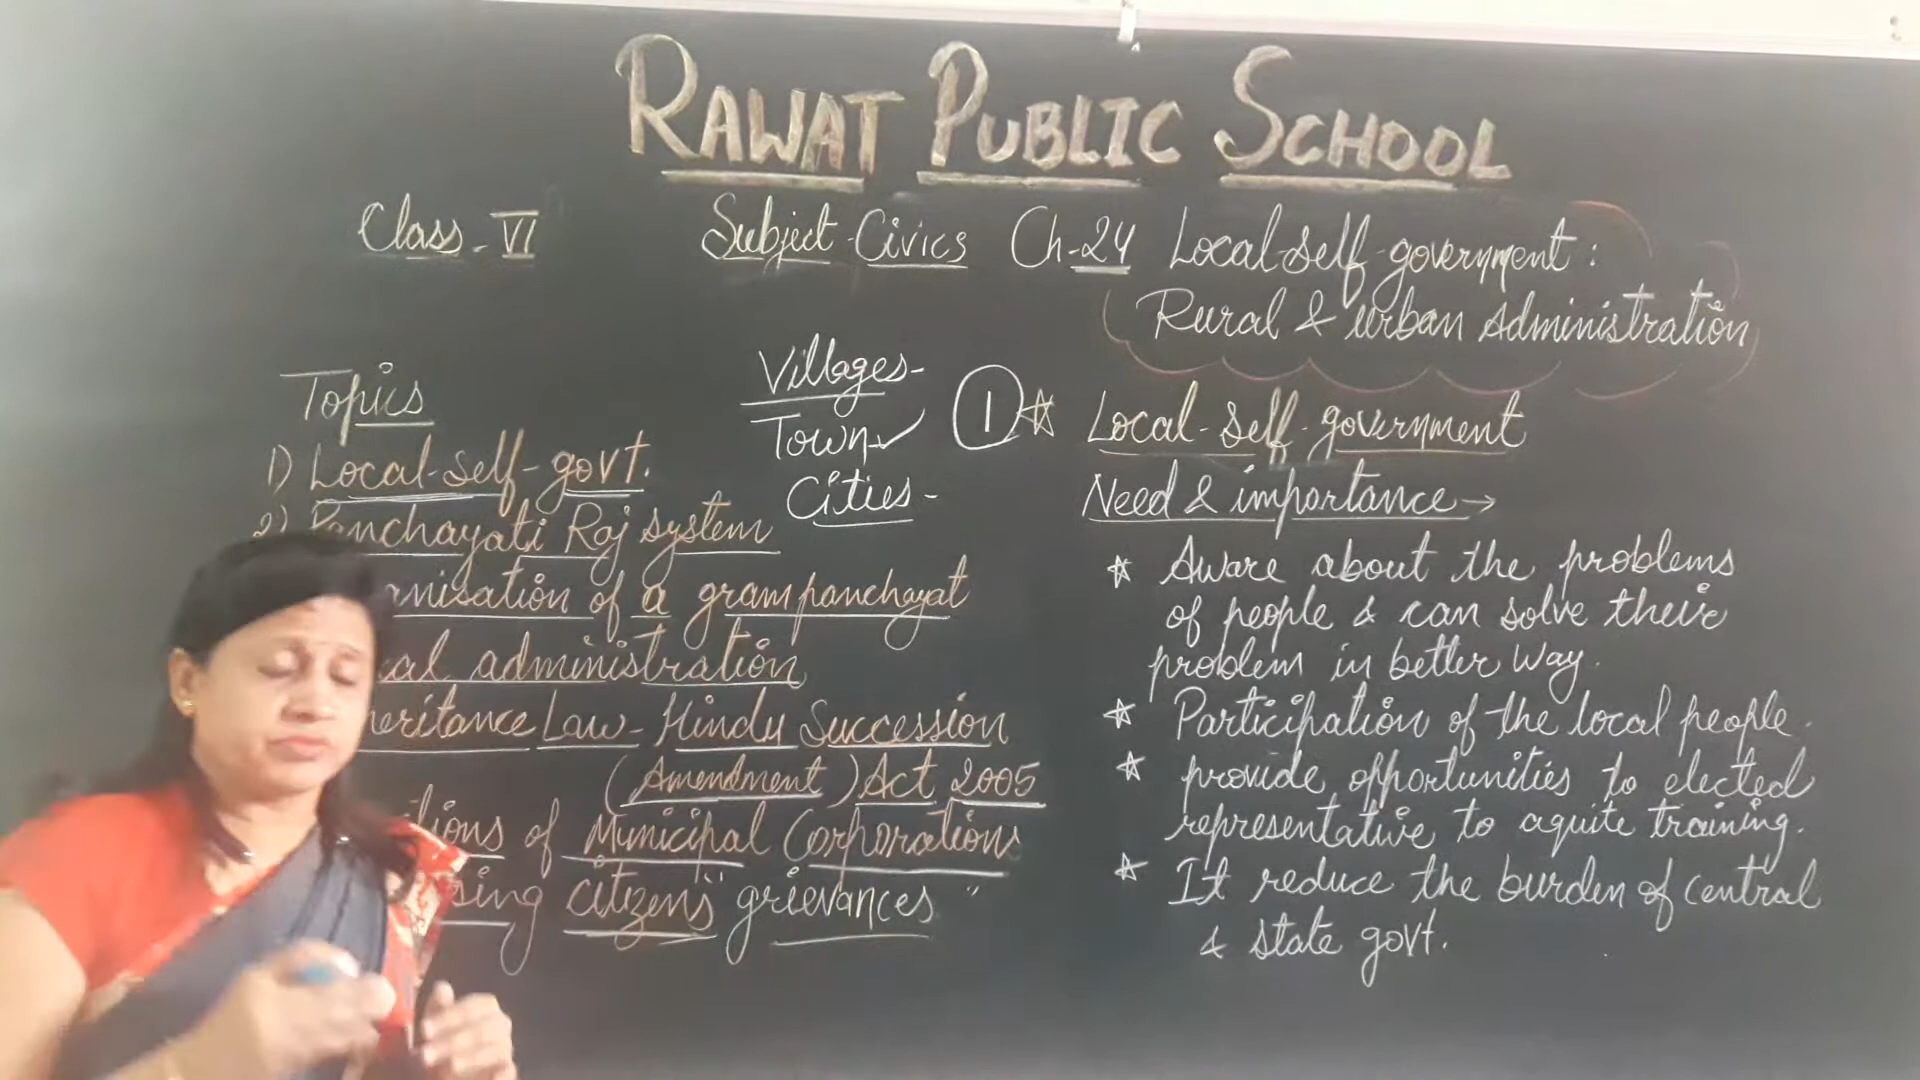 RAWAT PUBLIC SCHOOL
Class - VI
Subject - Civics
Ch-24 Local self-government :
Rural & urban administration
Topics
1) Local-self-govt.
2) Panchayati Raj system
of a grampanchayat
administration
Law - Hindu Succession
(Amendment) Act 2005
of Municipal Corporations
citizen's grievances
Villages-
Town✓
Cities-
1 ☆ Local-self-government
Need & importance →
☆ Aware about the problems
of people & can solve their
problem in better way.
☆ Participation of the local people.
☆ provide opportunities to elected
representative to aquite training.
☆ It reduce the burden of central
& state govt.